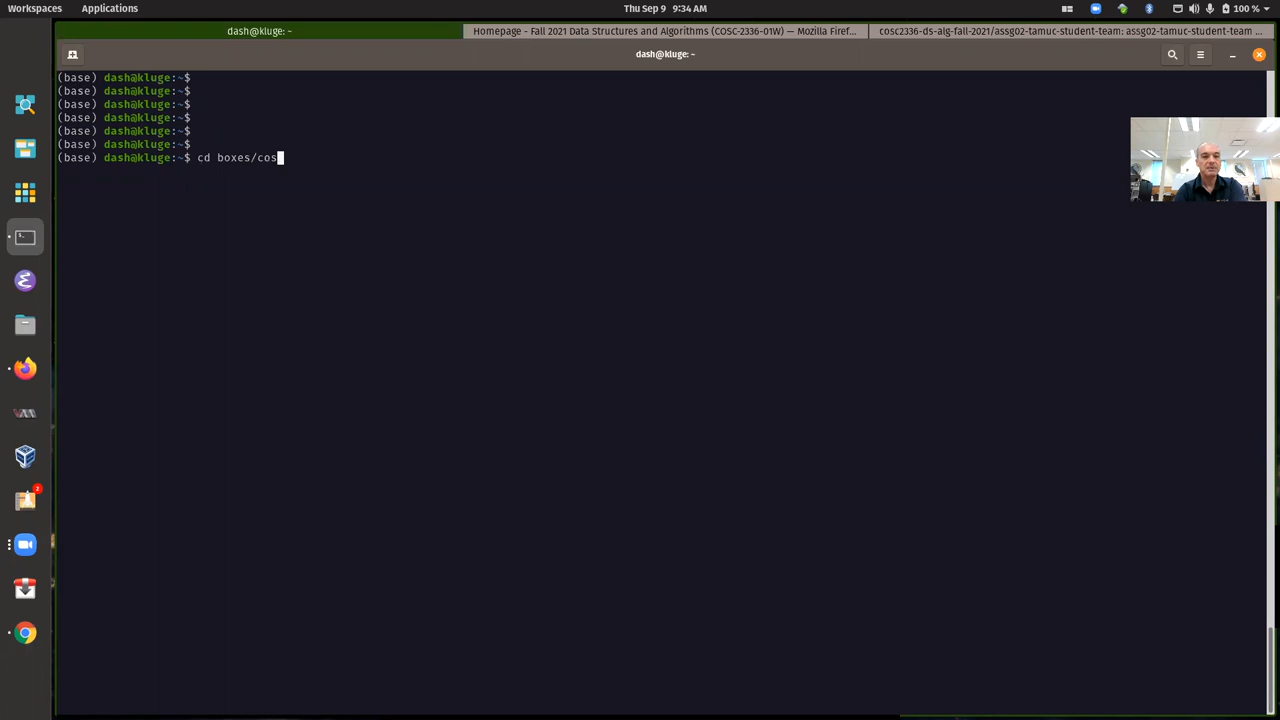 Workspaces
Applications
Thu Sep 9 9:34 AM
100 %
dash@kluge: ~
Homepage - Fall 2021 Data Structures and Algorithms (COSC-2336-01W) — Mozilla Firef...
cosc2336-ds-alg-fall-2021/assg02-tamuc-student-team: assg02-tamuc-student-team ...
dash@kluge: ~
(base) dash@kluge:~$
(base) dash@kluge:~$
(base) dash@kluge:~$
(base) dash@kluge:~$
(base) dash@kluge:~$
(base) dash@kluge:~$
(base) dash@kluge:~$ cd boxes/cos
2